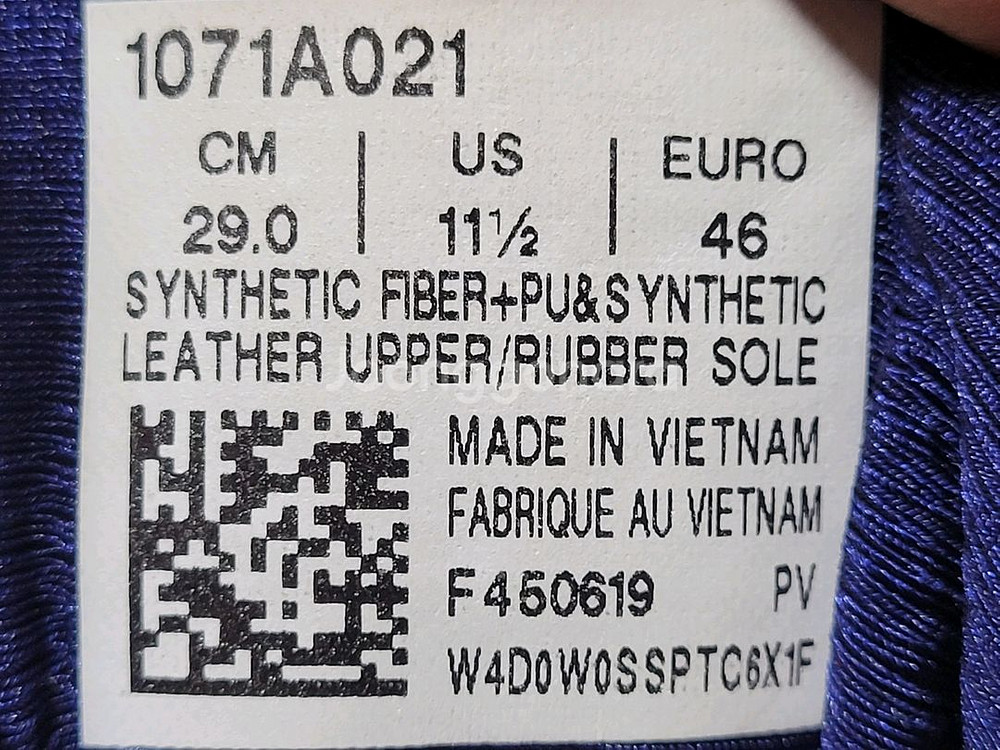 1071A021
CM | US | EURO
29.0 | 11½ | 46
SYNTHETIC FIBER+PU&SYNTHETIC
LEATHER UPPER/RUBBER SOLE
MADE IN VIETNAM
FABRIQUE AU VIETNAM
F450619 PV
W4D0W0SSPTC6X1F